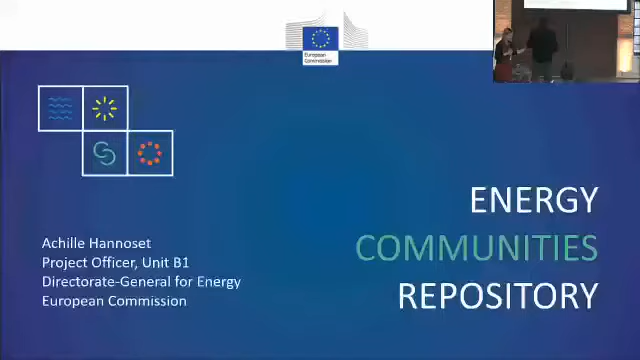 European
Commission
ENERGY
COMMUNITIES
REPOSITORY
Achille Hannoset
Project Officer, Unit B1
Directorate-General for Energy
European Commission